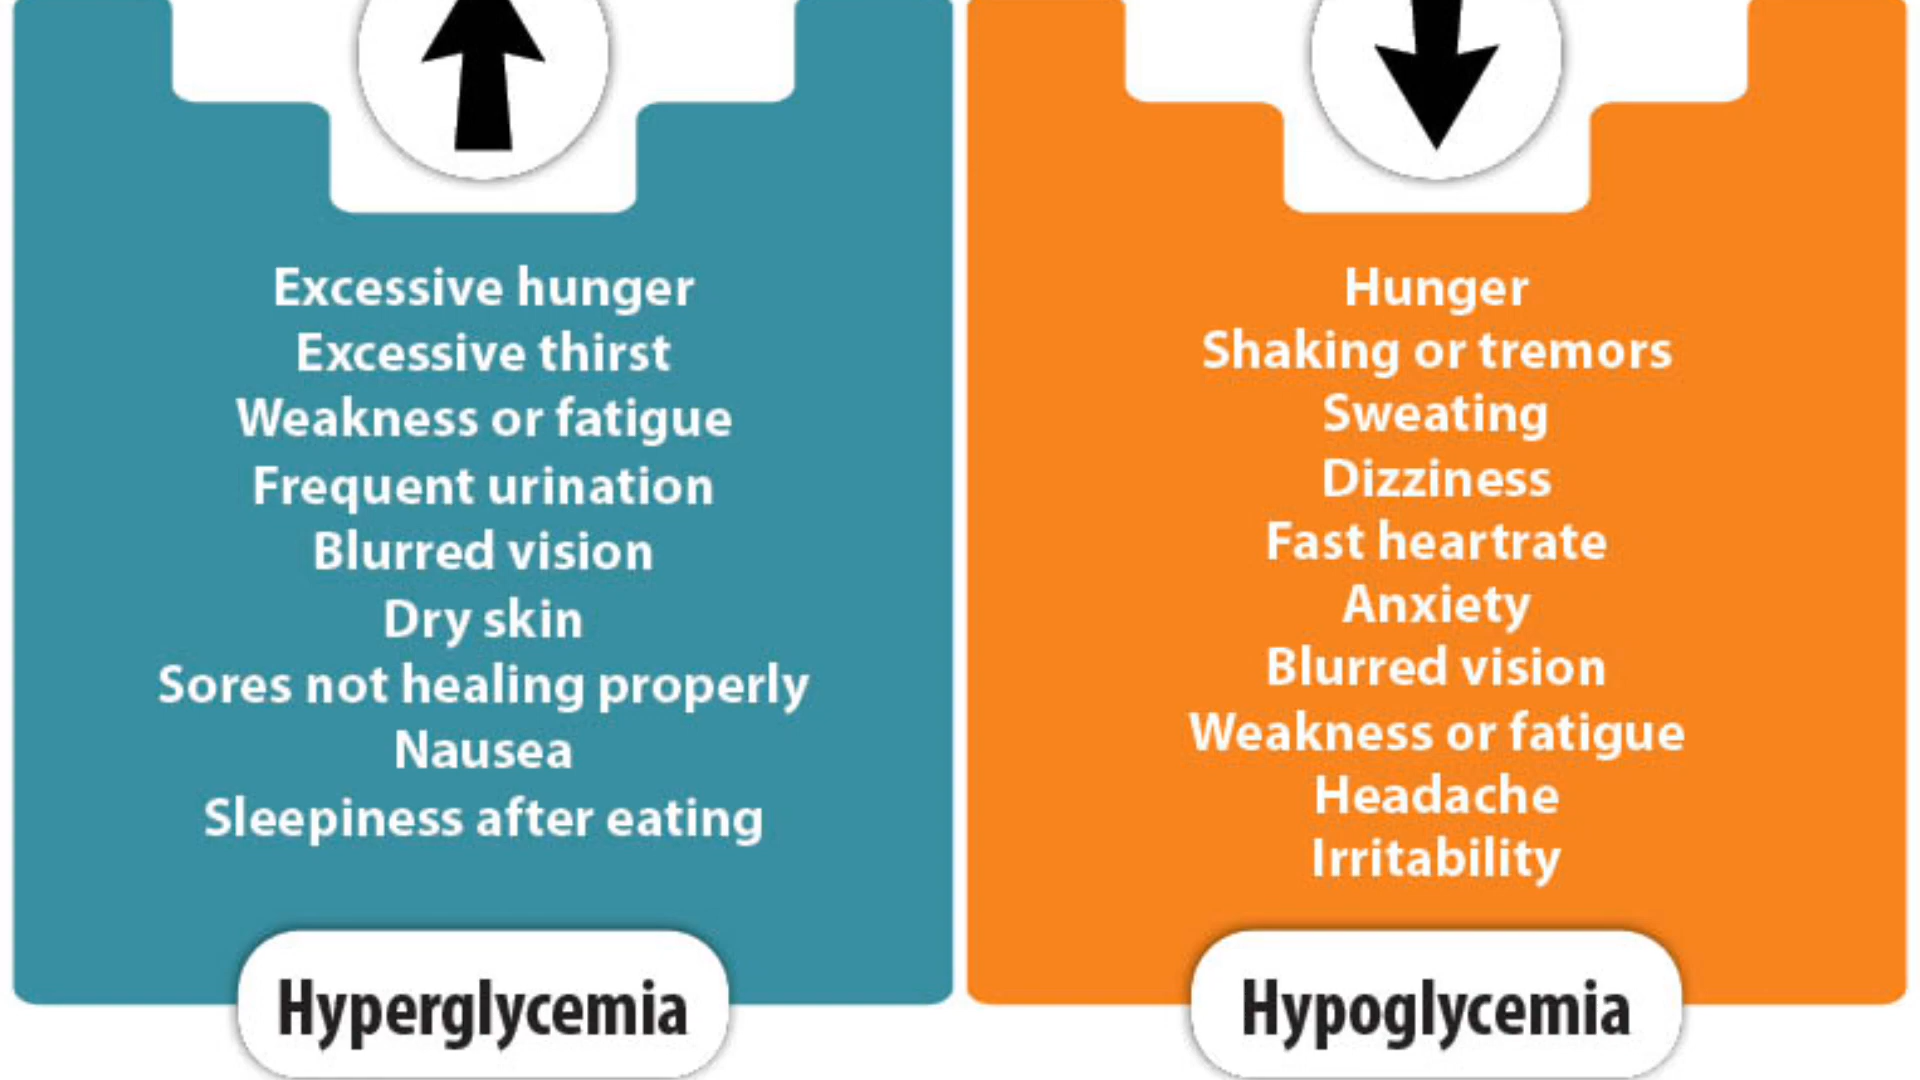 Excessive hunger
Excessive thirst
Weakness or fatigue
Frequent urination
Blurred vision
Dry skin
Sores not healing properly
Nausea
Sleepiness after eating
Hyperglycemia
Hunger
Shaking or tremors
Sweating
Dizziness
Fast heartrate
Anxiety
Blurred vision
Weakness or fatigue
Headache
Irritability
Hypoglycemia